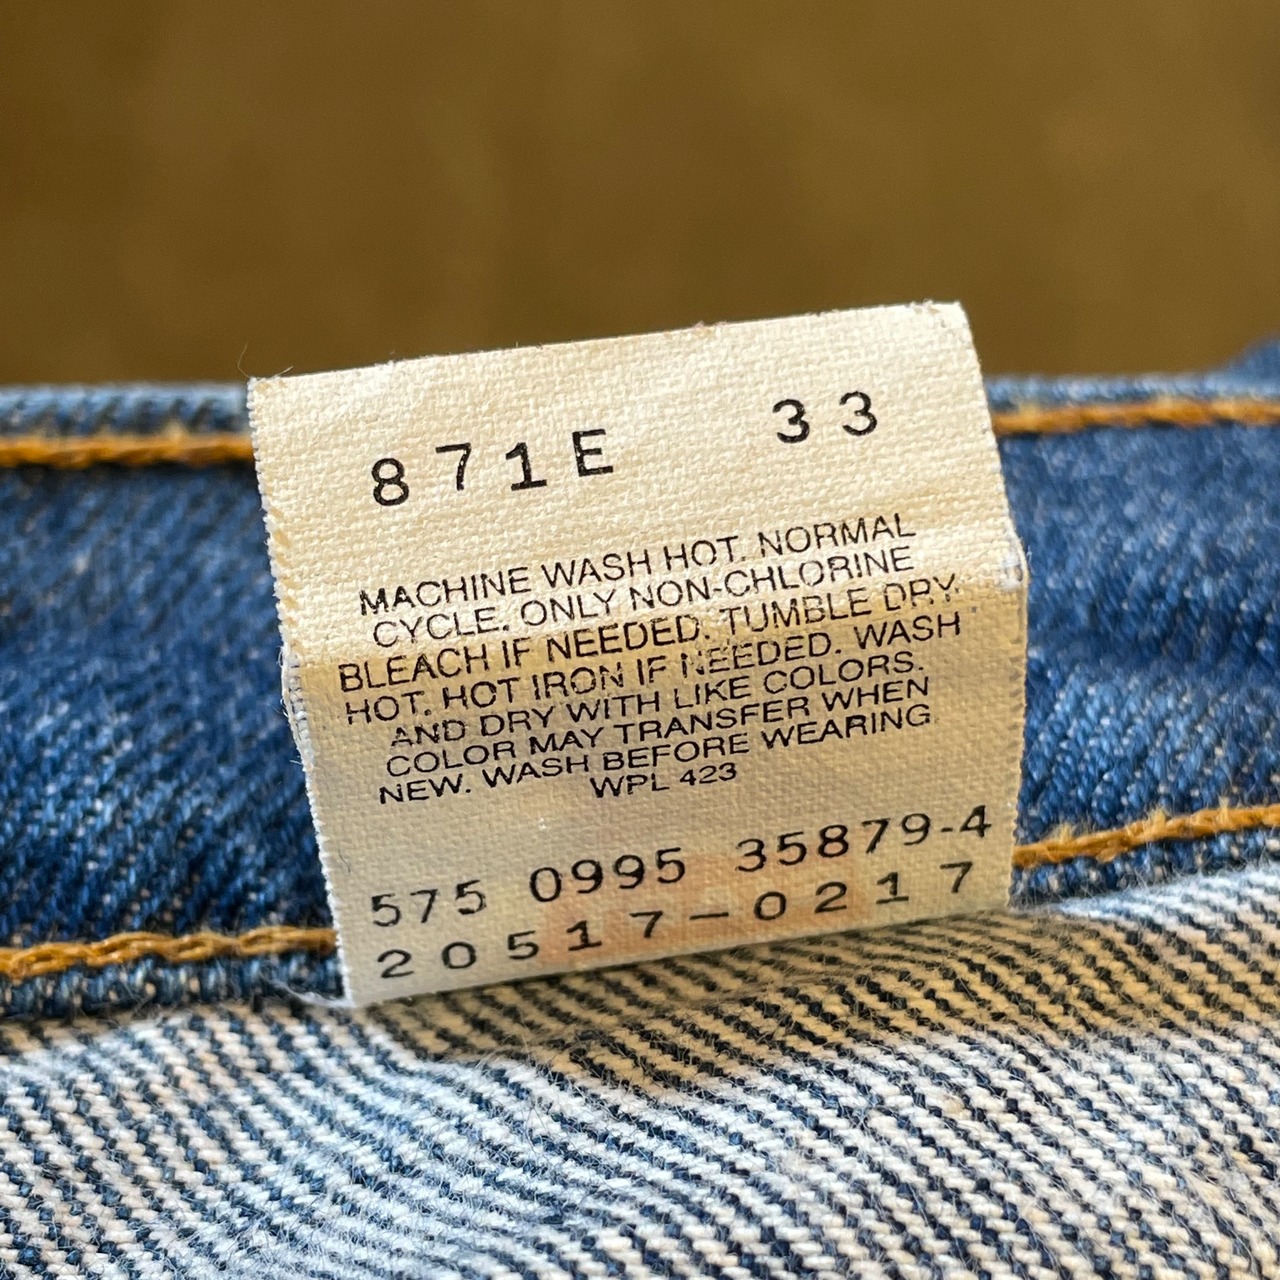 871E 33
MACHINE WASH HOT. NORMAL
CYCLE. ONLY NON-CHLORINE
BLEACH IF NEEDED. TUMBLE DRY
HOT. HOT IRON IF NEEDED. WASH
AND DRY WITH LIKE COLORS.
COLOR MAY TRANSFER WHEN
NEW. WASH BEFORE WEARING
WPL 423
575 0995 35879-4
20517-0217